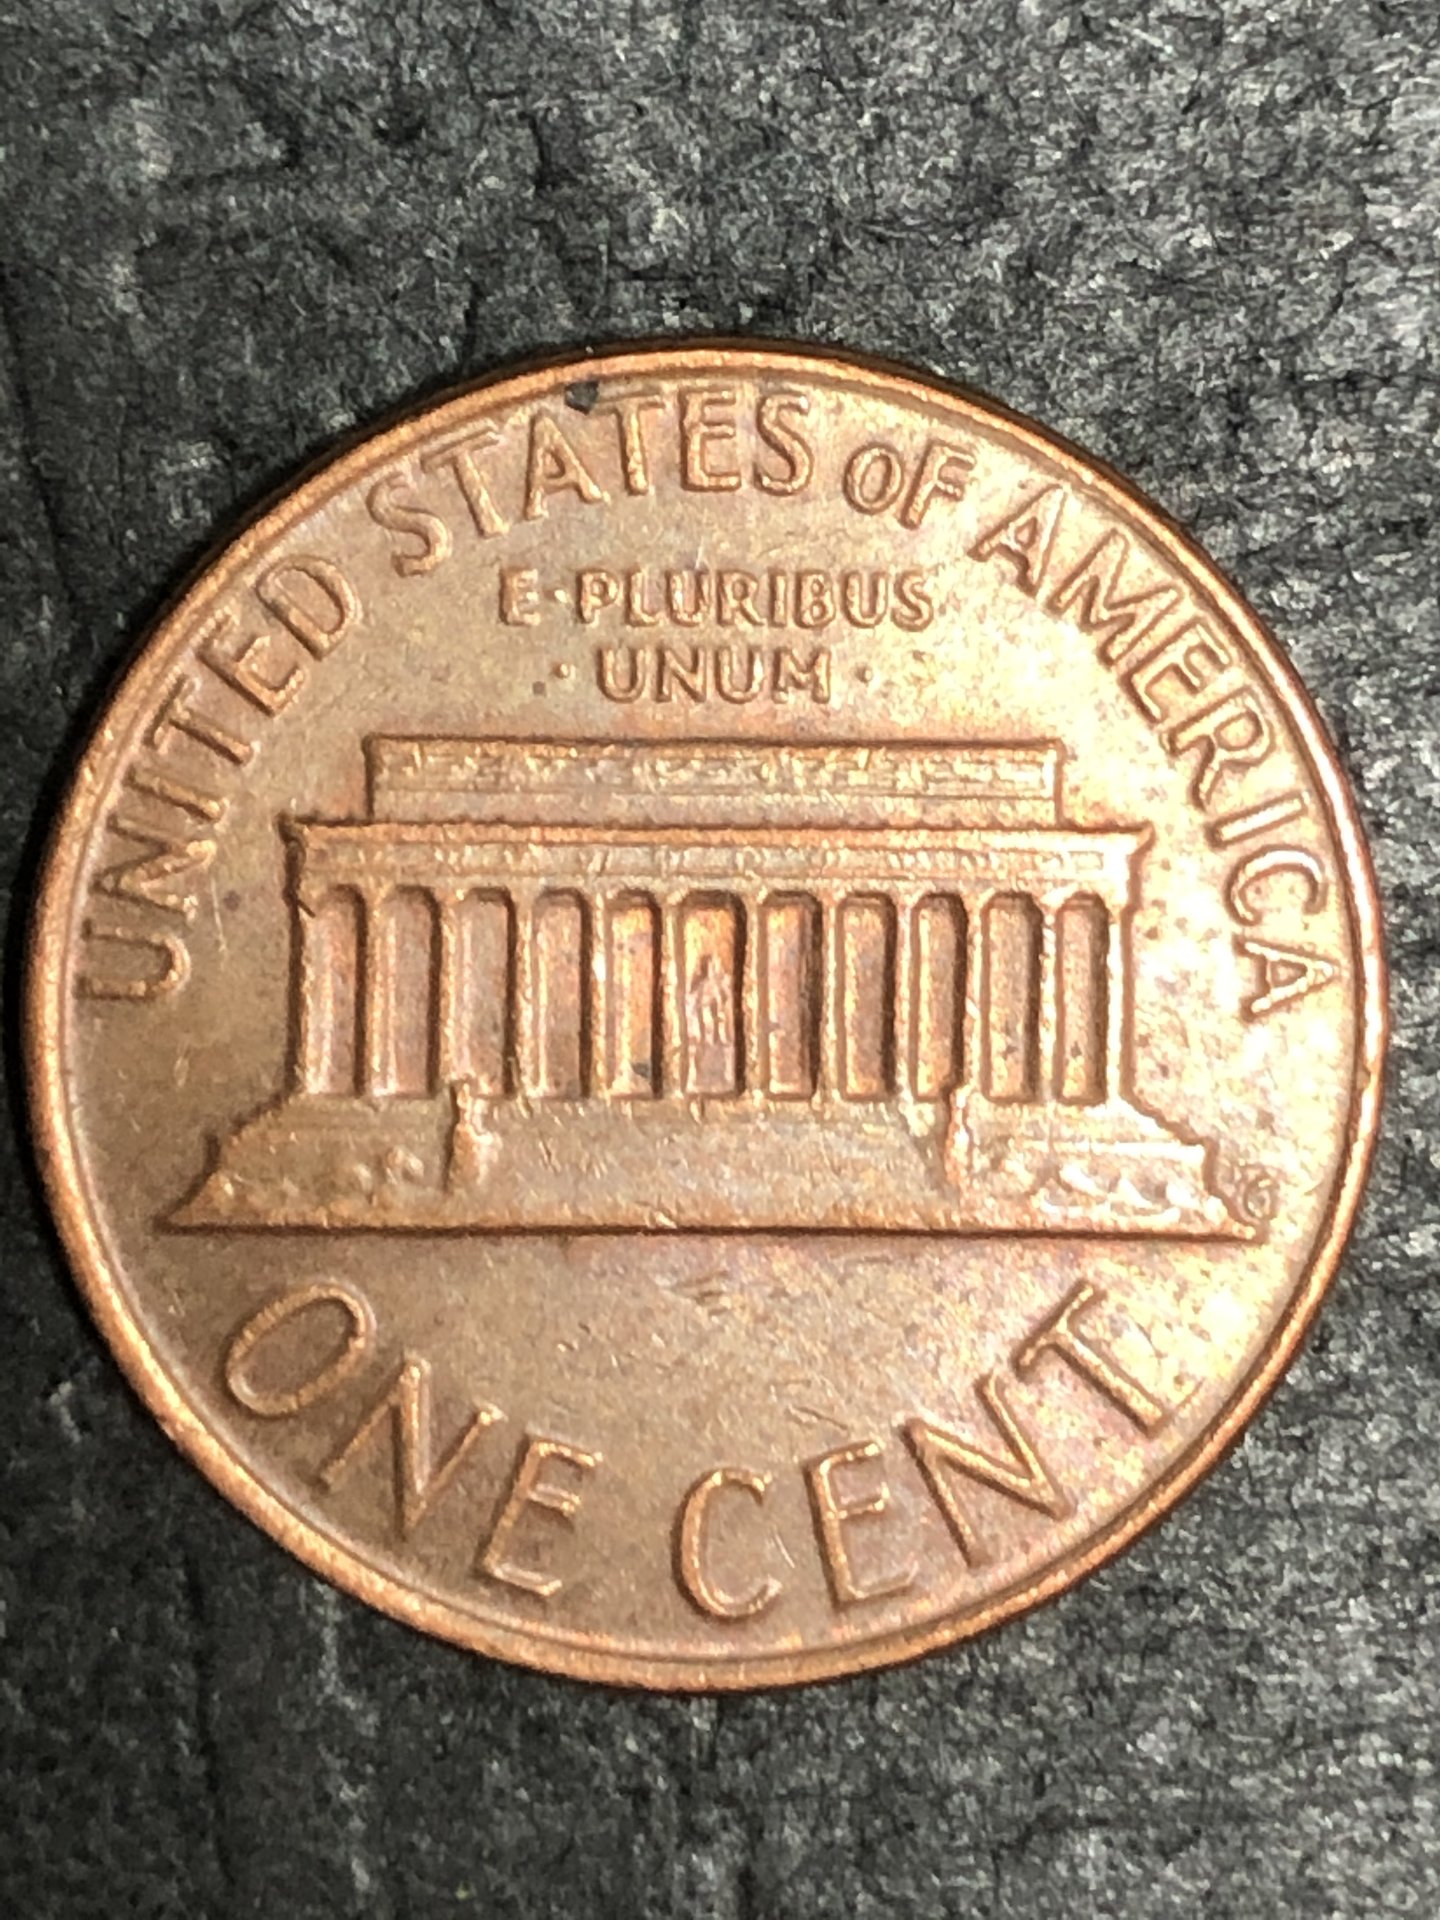 UNITED STATES OF AMERICA
E·PLURIBUS
·UNUM·
ONE CENT